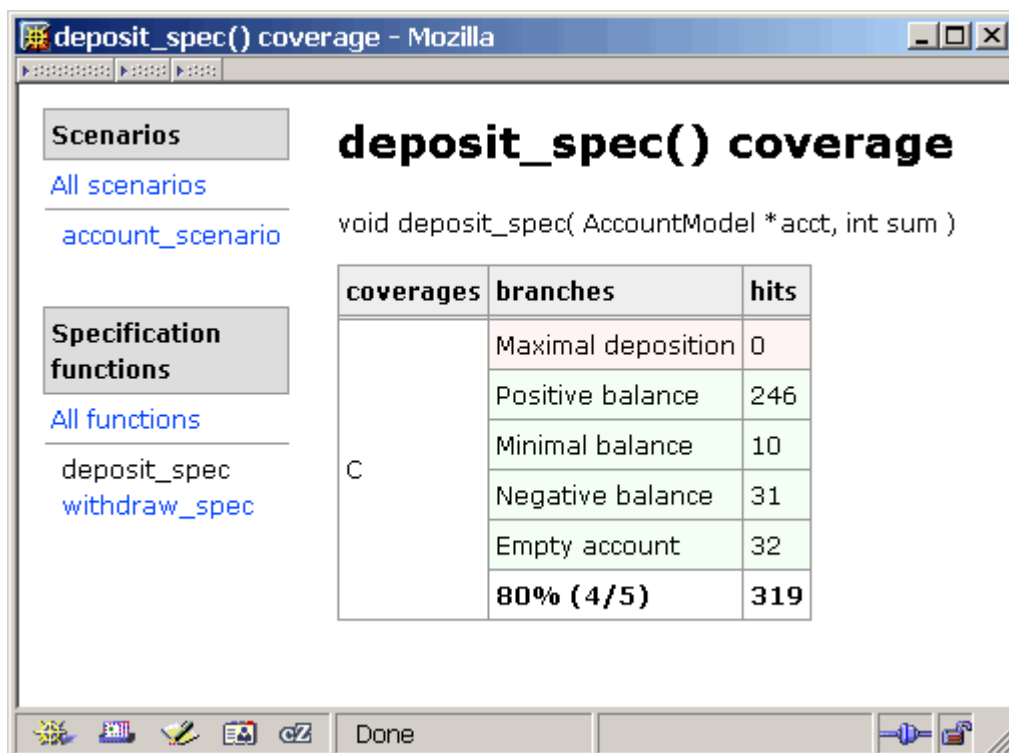 deposit_spec() coverage - Mozilla
Scenarios
All scenarios
account_scenario
Specification
functions
All functions
deposit_spec
withdraw_spec
deposit_spec() coverage
void deposit_spec( AccountModel *acct, int sum )
coverages branches hits
C
Maximal deposition 0
Positive balance 246
Minimal balance 10
Negative balance 31
Empty account 32
80% (4/5) 319
Done